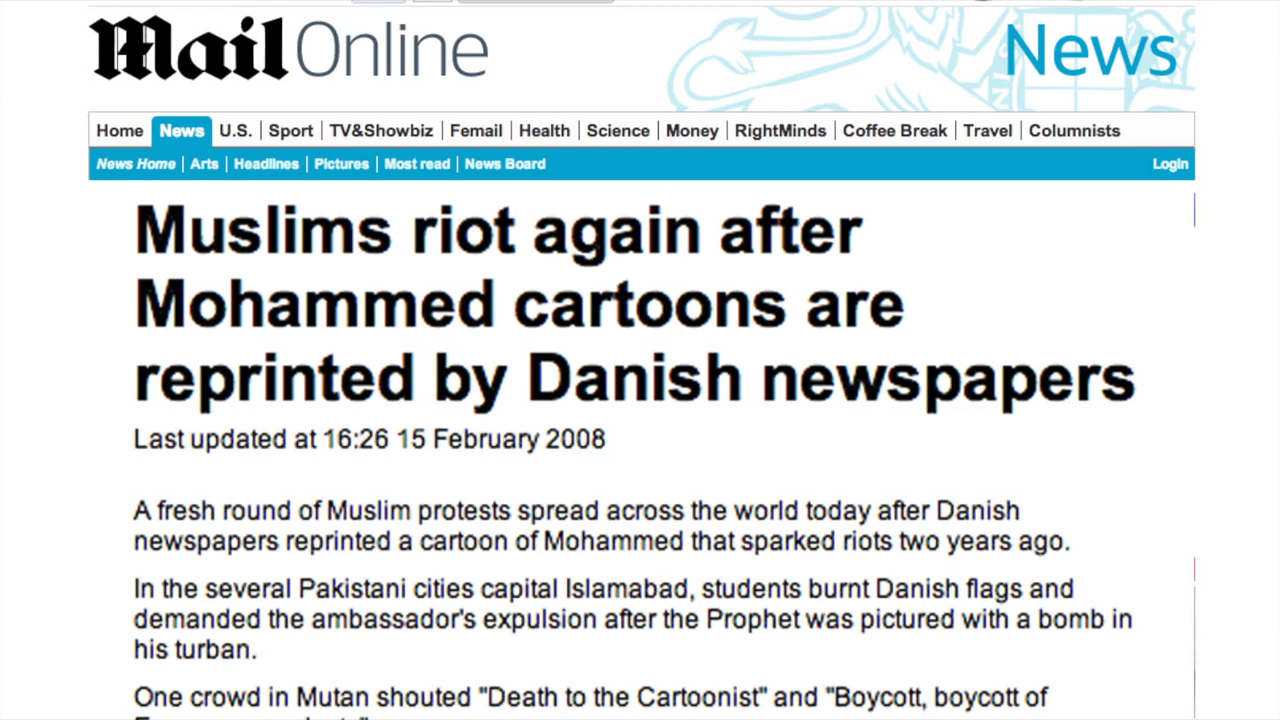 Mail Online
News
Home News U.S. Sport TV&Showbiz Femail Health Science Money RightMinds Coffee Break Travel Columnists
News Home Arts Headlines Pictures Most read News Board Login
Muslims riot again after
Mohammed cartoons are
reprinted by Danish newspapers
Last updated at 16:26 15 February 2008
A fresh round of Muslim protests spread across the world today after Danish
newspapers reprinted a cartoon of Mohammed that sparked riots two years ago.
In the several Pakistani cities capital Islamabad, students burnt Danish flags and
demanded the ambassador's expulsion after the Prophet was pictured with a bomb in
his turban.
One crowd in Mutan shouted "Death to the Cartoonist" and "Boycott, boycott of